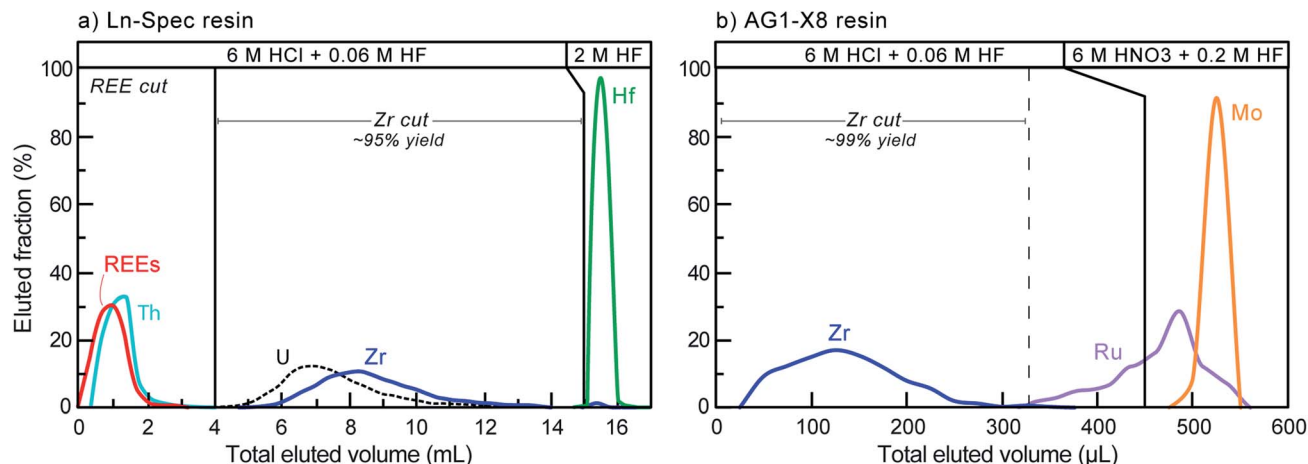 a) Ln-Spec resin
6 M HCl + 0.06 M HF
2 M HF
100
80
60
40
20
0
Eluted fraction (%)
REE cut
Zr cut
~95% yield
REEs
Th
U
Zr
Hf
0
2
4
6
8
10
12
14
16
Total eluted volume (mL)
b) AG1-X8 resin
6 M HCl + 0.06 M HF
6 M HNO3 + 0.2 M HF
100
80
60
40
20
0
Zr cut
~99% yield
Zr
Ru
Mo
0
100
200
300
400
500
600
Total eluted volume (µL)